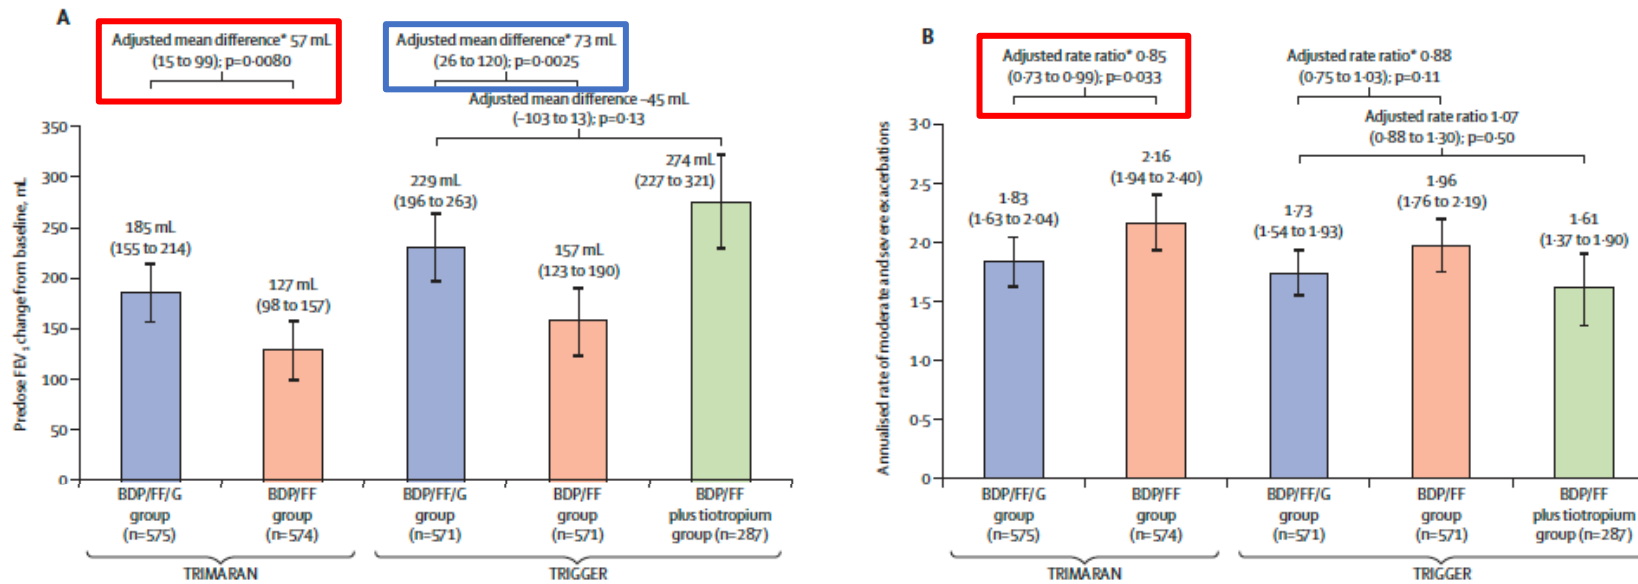 A
Adjusted mean difference* 57 mL
(15 to 99); p=0·0080
Adjusted mean difference* 73 mL
(26 to 120); p=0·0025
Adjusted mean difference –45 mL
(–103 to 13); p=0·13
Predose FEV1 change from baseline, mL
350
300
250
200
150
100
50
0
185 mL
(155 to 214)
127 mL
(98 to 157)
229 mL
(196 to 263)
157 mL
(123 to 190)
274 mL
(227 to 321)
BDP/FF/G
group
(n=575)
BDP/FF
group
(n=574)
BDP/FF/G
group
(n=571)
BDP/FF
group
(n=571)
BDP/FF
plus tiotropium
group (n=287)
TRIMARAN
TRIGGER
B
Adjusted rate ratio* 0·85
(0·73 to 0·99); p=0·033
Adjusted rate ratio* 0·88
(0·75 to 1·03); p=0·11
Adjusted rate ratio 1·07
(0·88 to 1·30); p=0·50
Annualised rate of moderate and severe exacerbations
3·0
2·5
2·0
1·5
1·0
0·5
0
1·83
(1·63 to 2·04)
2·16
(1·94 to 2·40)
1·73
(1·54 to 1·93)
1·96
(1·76 to 2·19)
1·61
(1·37 to 1·90)
BDP/FF/G
group
(n=575)
BDP/FF
group
(n=574)
BDP/FF/G
group
(n=571)
BDP/FF
group
(n=571)
BDP/FF
plus tiotropium
group (n=287)
TRIMARAN
TRIGGER